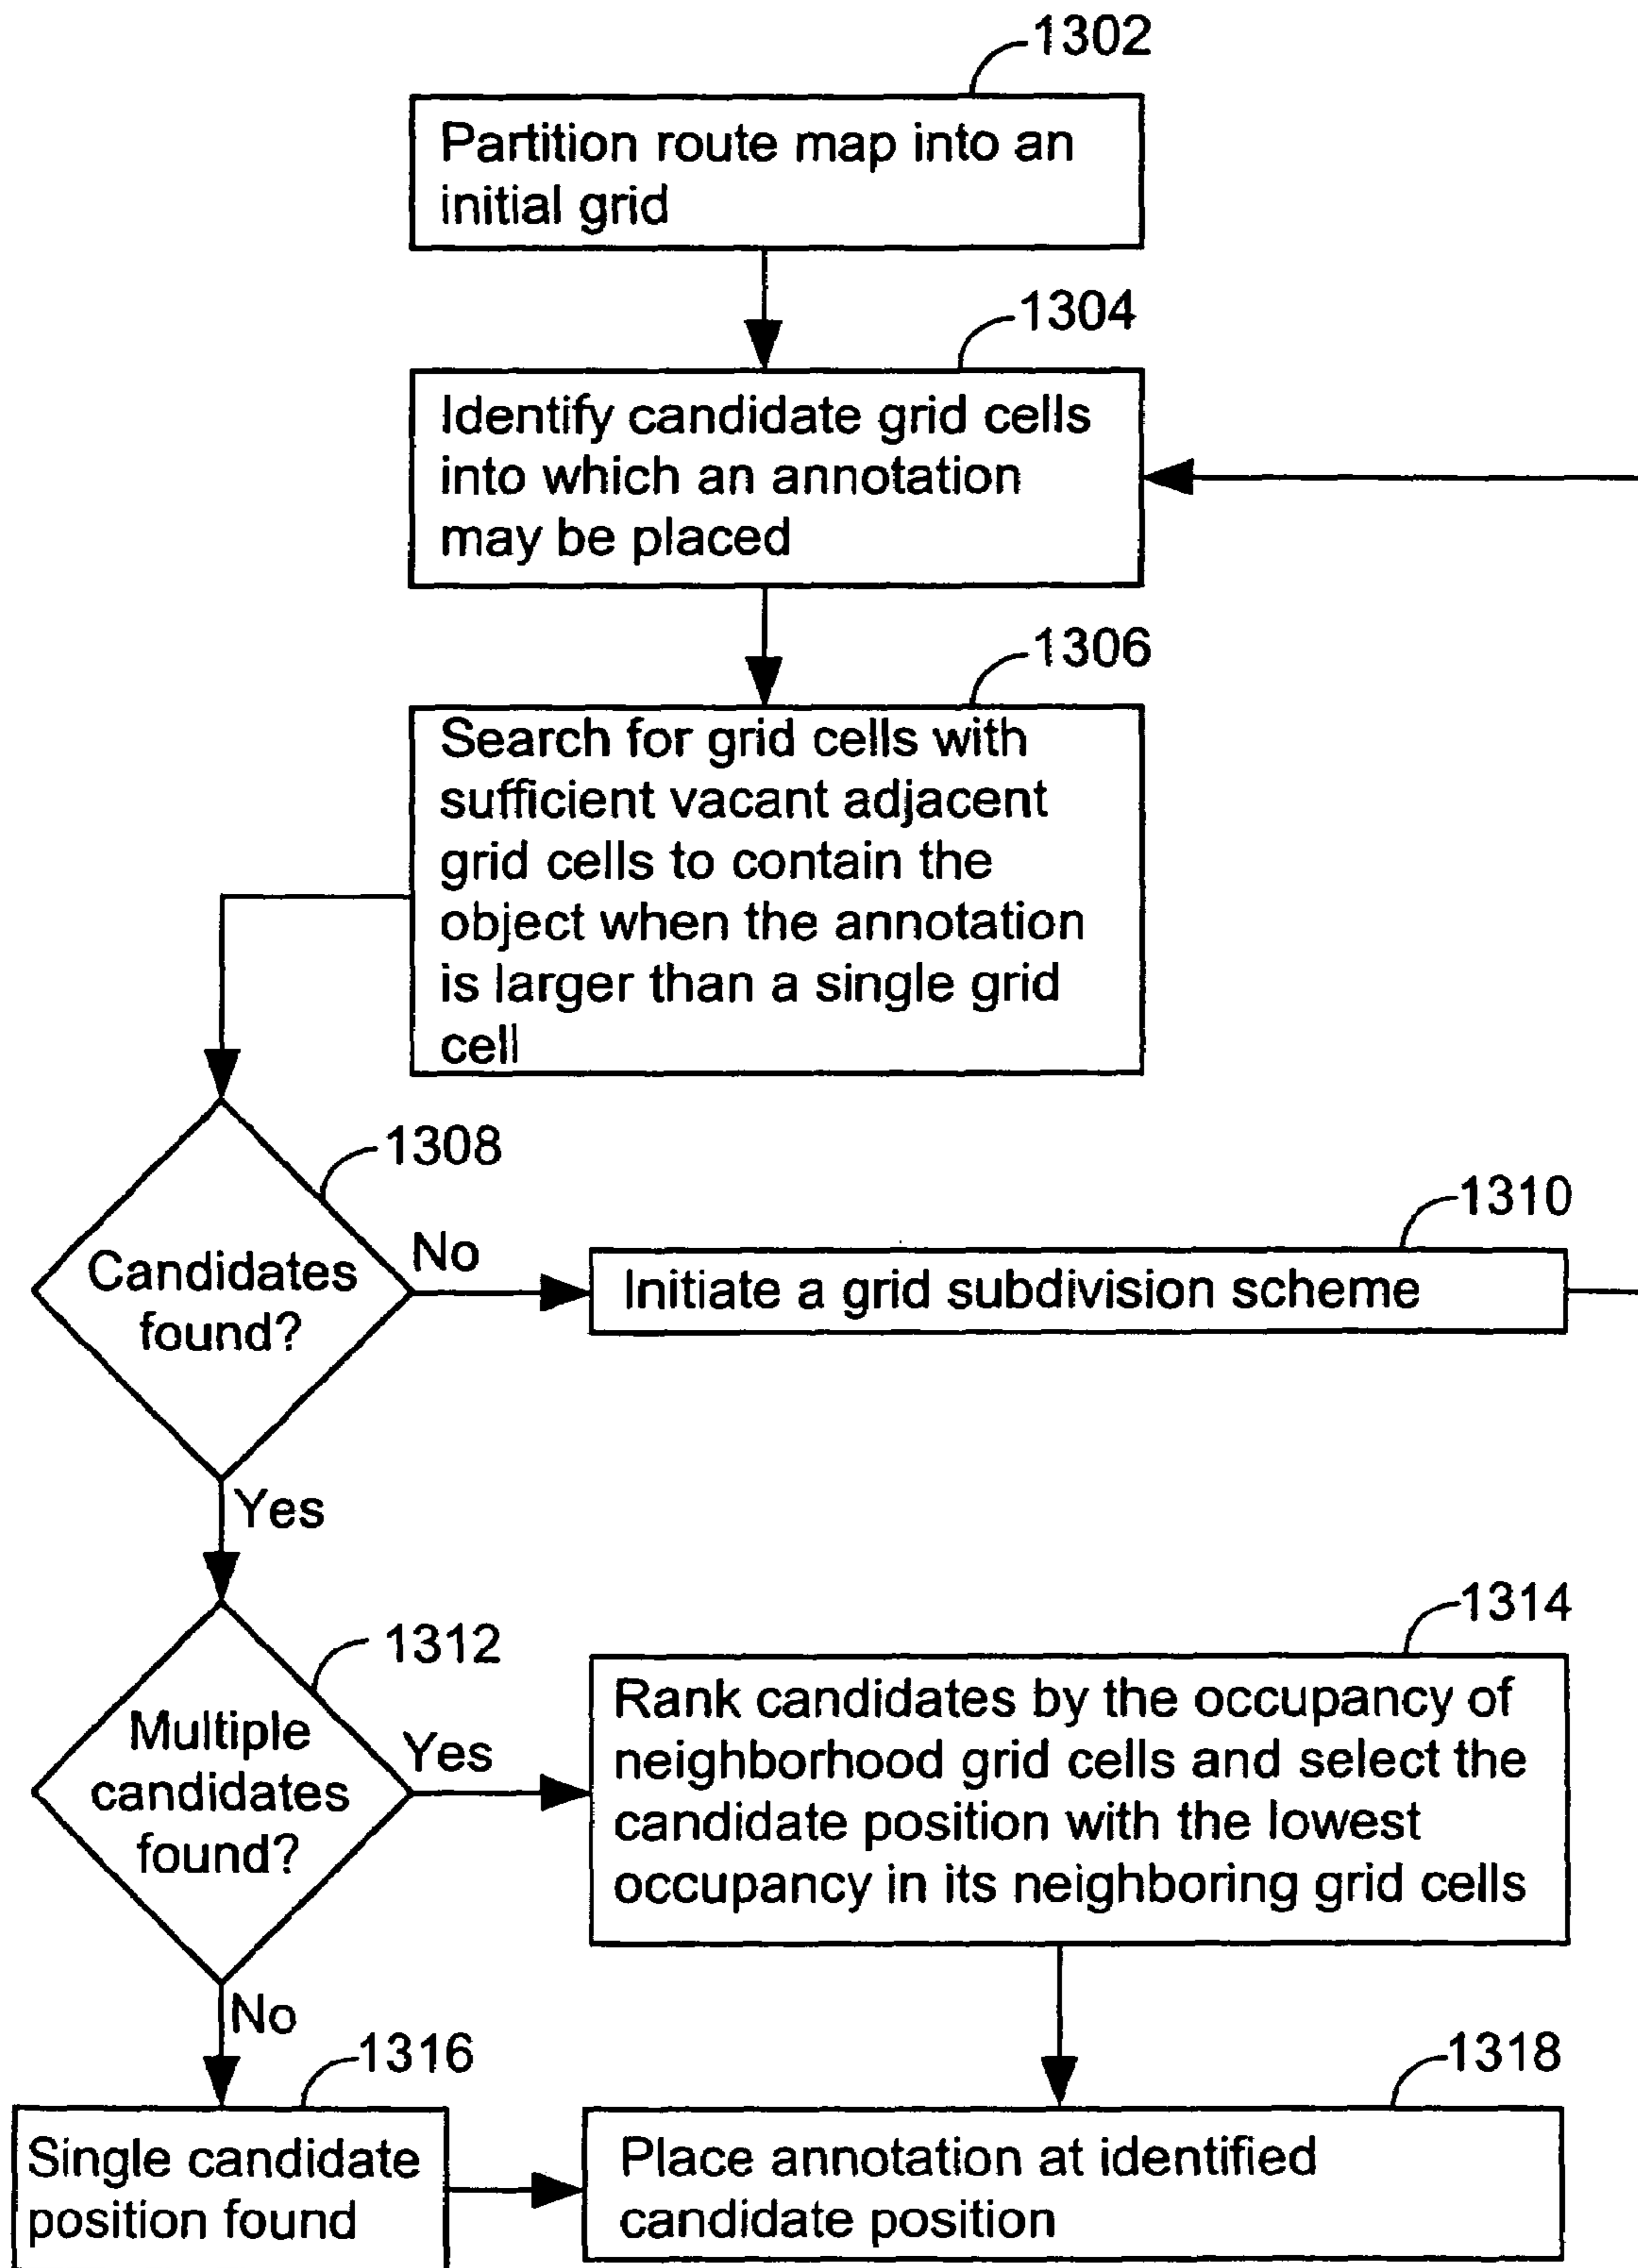 1302
Partition route map into an
initial grid
1304
Identify candidate grid cells
into which an annotation
may be placed
1306
Search for grid cells with
sufficient vacant adjacent
grid cells to contain the
object when the annotation
is larger than a single grid
cell
1308
Candidates
found?
No
1310
Initiate a grid subdivision scheme
Yes
1312
Multiple
candidates
found?
Yes
1314
Rank candidates by the occupancy of
neighborhood grid cells and select the
candidate position with the lowest
occupancy in its neighboring grid cells
No
1316
Single candidate
position found
1318
Place annotation at identified
candidate position